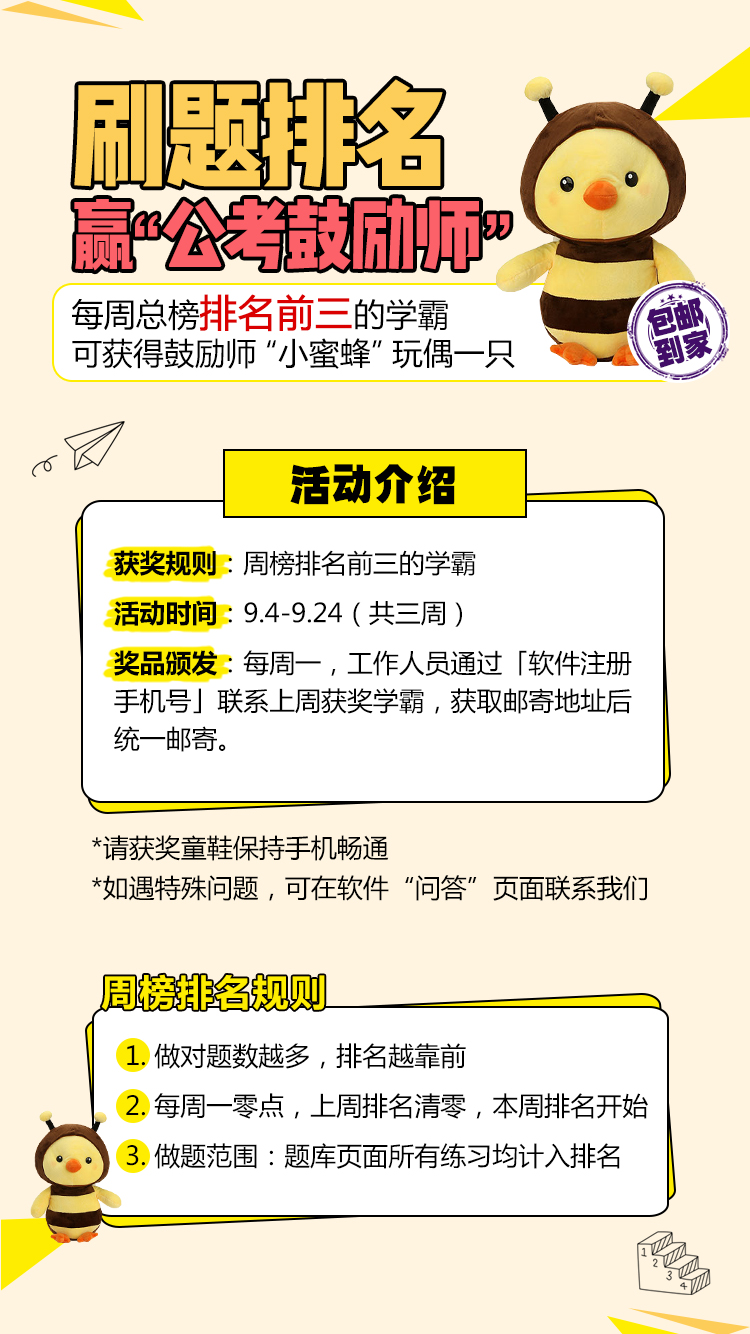 刷题排名
赢“公考鼓励师”
每周总榜排名前三的学霸
可获得鼓励师“小蜜蜂”玩偶一只
包邮
到家
活动介绍
获奖规则：周榜排名前三的学霸
活动时间：9.4-9.24（共三周）
奖品颁发：每周一，工作人员通过「软件注册
手机号」联系上周获奖学霸，获取邮寄地址后
统一邮寄。
*请获奖童鞋保持手机畅通
*如遇特殊问题，可在软件“问答”页面联系我们
周榜排名规则
1. 做对题数越多，排名越靠前
2. 每周一零点，上周排名清零，本周排名开始
3. 做题范围：题库页面所有练习均计入排名
1
2
3
4